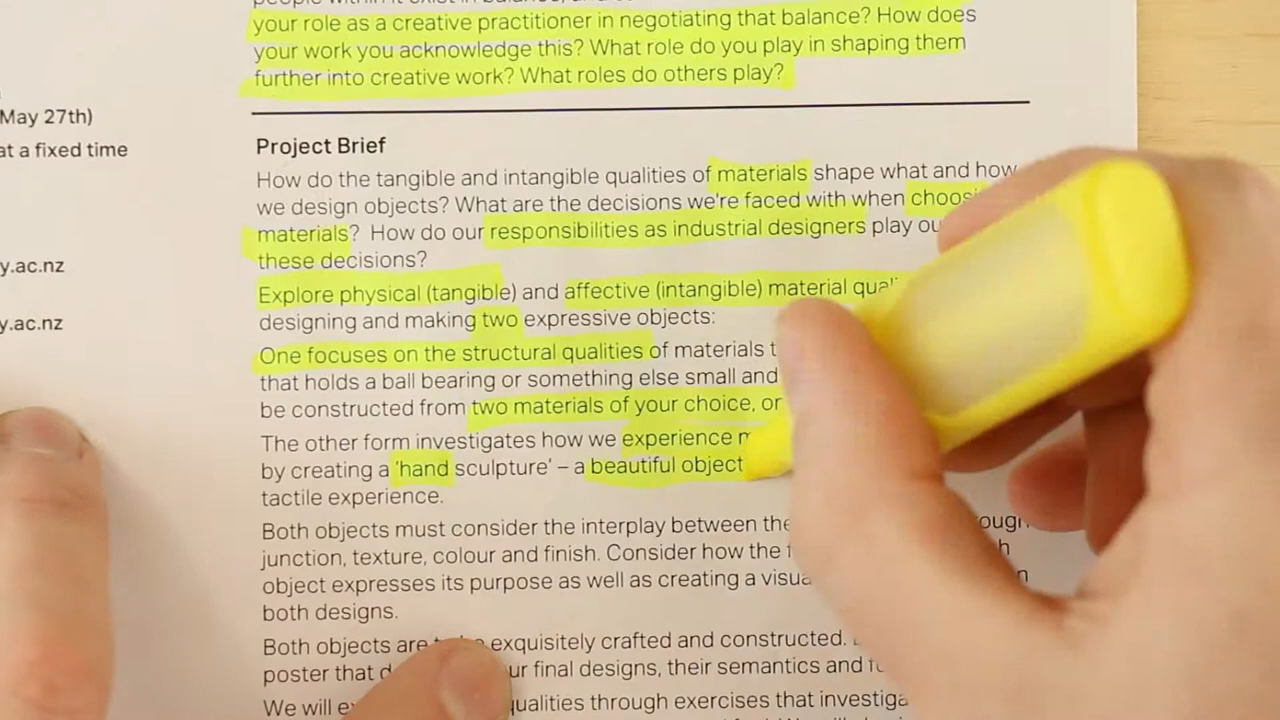 your role as a creative practitioner in negotiating that balance? How does
your work you acknowledge this? What role do you play in shaping them
further into creative work? What roles do others play?
May 27th)
at a fixed time
y.ac.nz
y.ac.nz
Project Brief
How do the tangible and intangible qualities of materials shape what and how
we design objects? What are the decisions we're faced with when
materials? How do our responsibilities as industrial designers play
these decisions?
Explore physical (tangible) and affective (intangible) material
designing and making two expressive objects:
One focuses on the structural qualities of materials
that holds a ball bearing or something else small and
be constructed from two materials of your choice, or
The other form investigates how we experience
by creating a 'hand sculpture' – a beautiful object
tactile experience.
Both objects must consider the interplay between the
junction, texture, colour and finish. Consider how the
object expresses its purpose as well as creating a
both designs.
Both objects are exquisitely crafted and constructed.
poster that final designs, their semantics and
We will qualities through exercises that